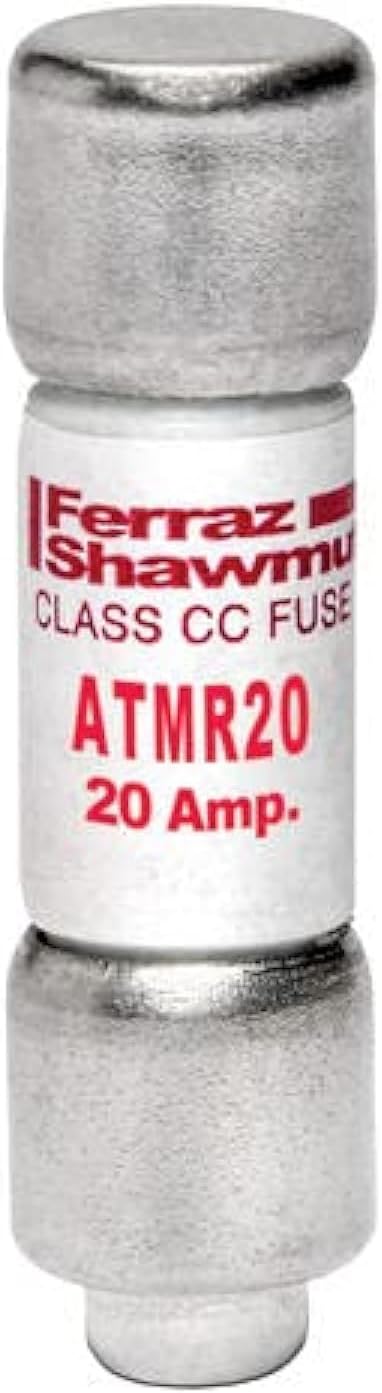 Ferraz
Shawmu
CLASS CC FUSE
ATMR20
20 Amp.